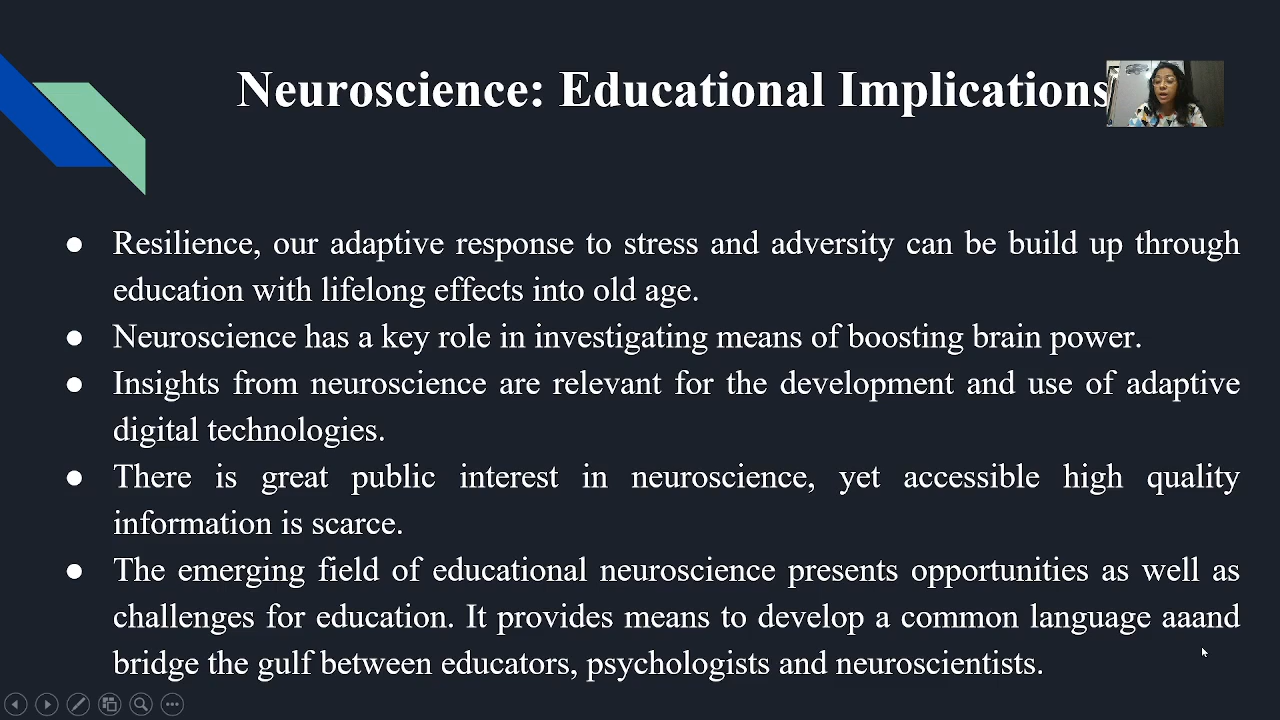 Neuroscience: Educational Implications
● Resilience, our adaptive response to stress and adversity can be build up through
education with lifelong effects into old age.
● Neuroscience has a key role in investigating means of boosting brain power.
● Insights from neuroscience are relevant for the development and use of adaptive
digital technologies.
● There is great public interest in neuroscience, yet accessible high quality
information is scarce.
● The emerging field of educational neuroscience presents opportunities as well as
challenges for education. It provides means to develop a common language aaand
bridge the gulf between educators, psychologists and neuroscientists.